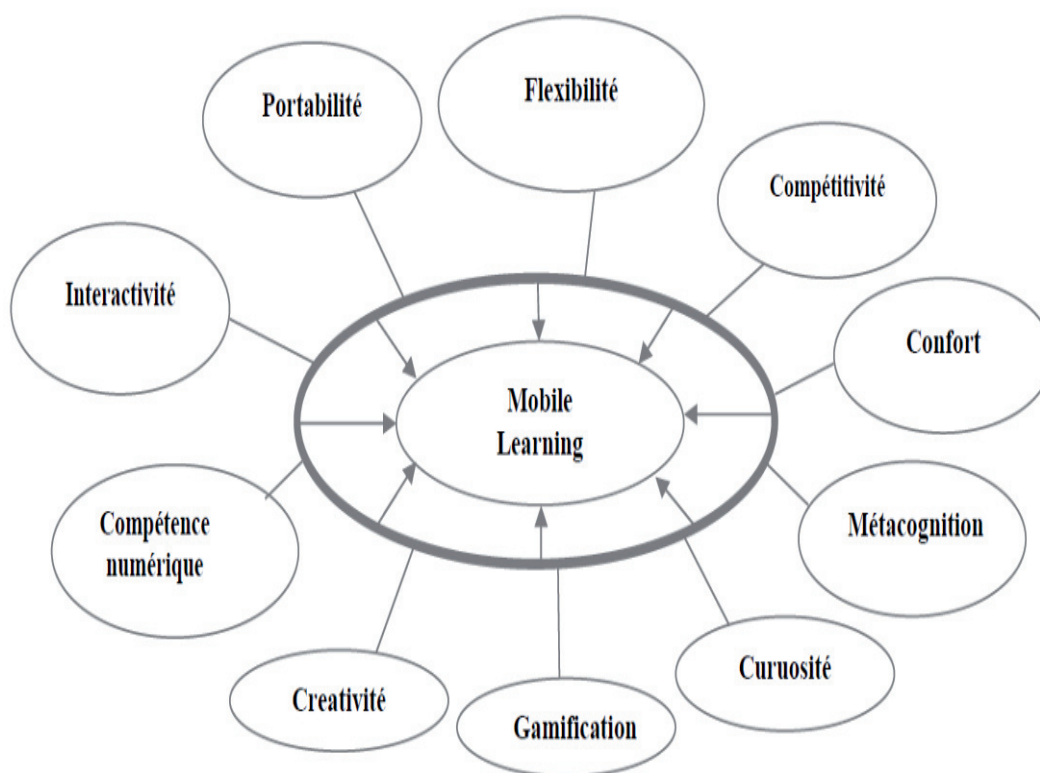 Portabilité
Flexibilité
Compétitivité
Interactivité
Confort
Mobile
Learning
Compétence
numérique
Métacognition
Creativité
Gamification
Curuosité